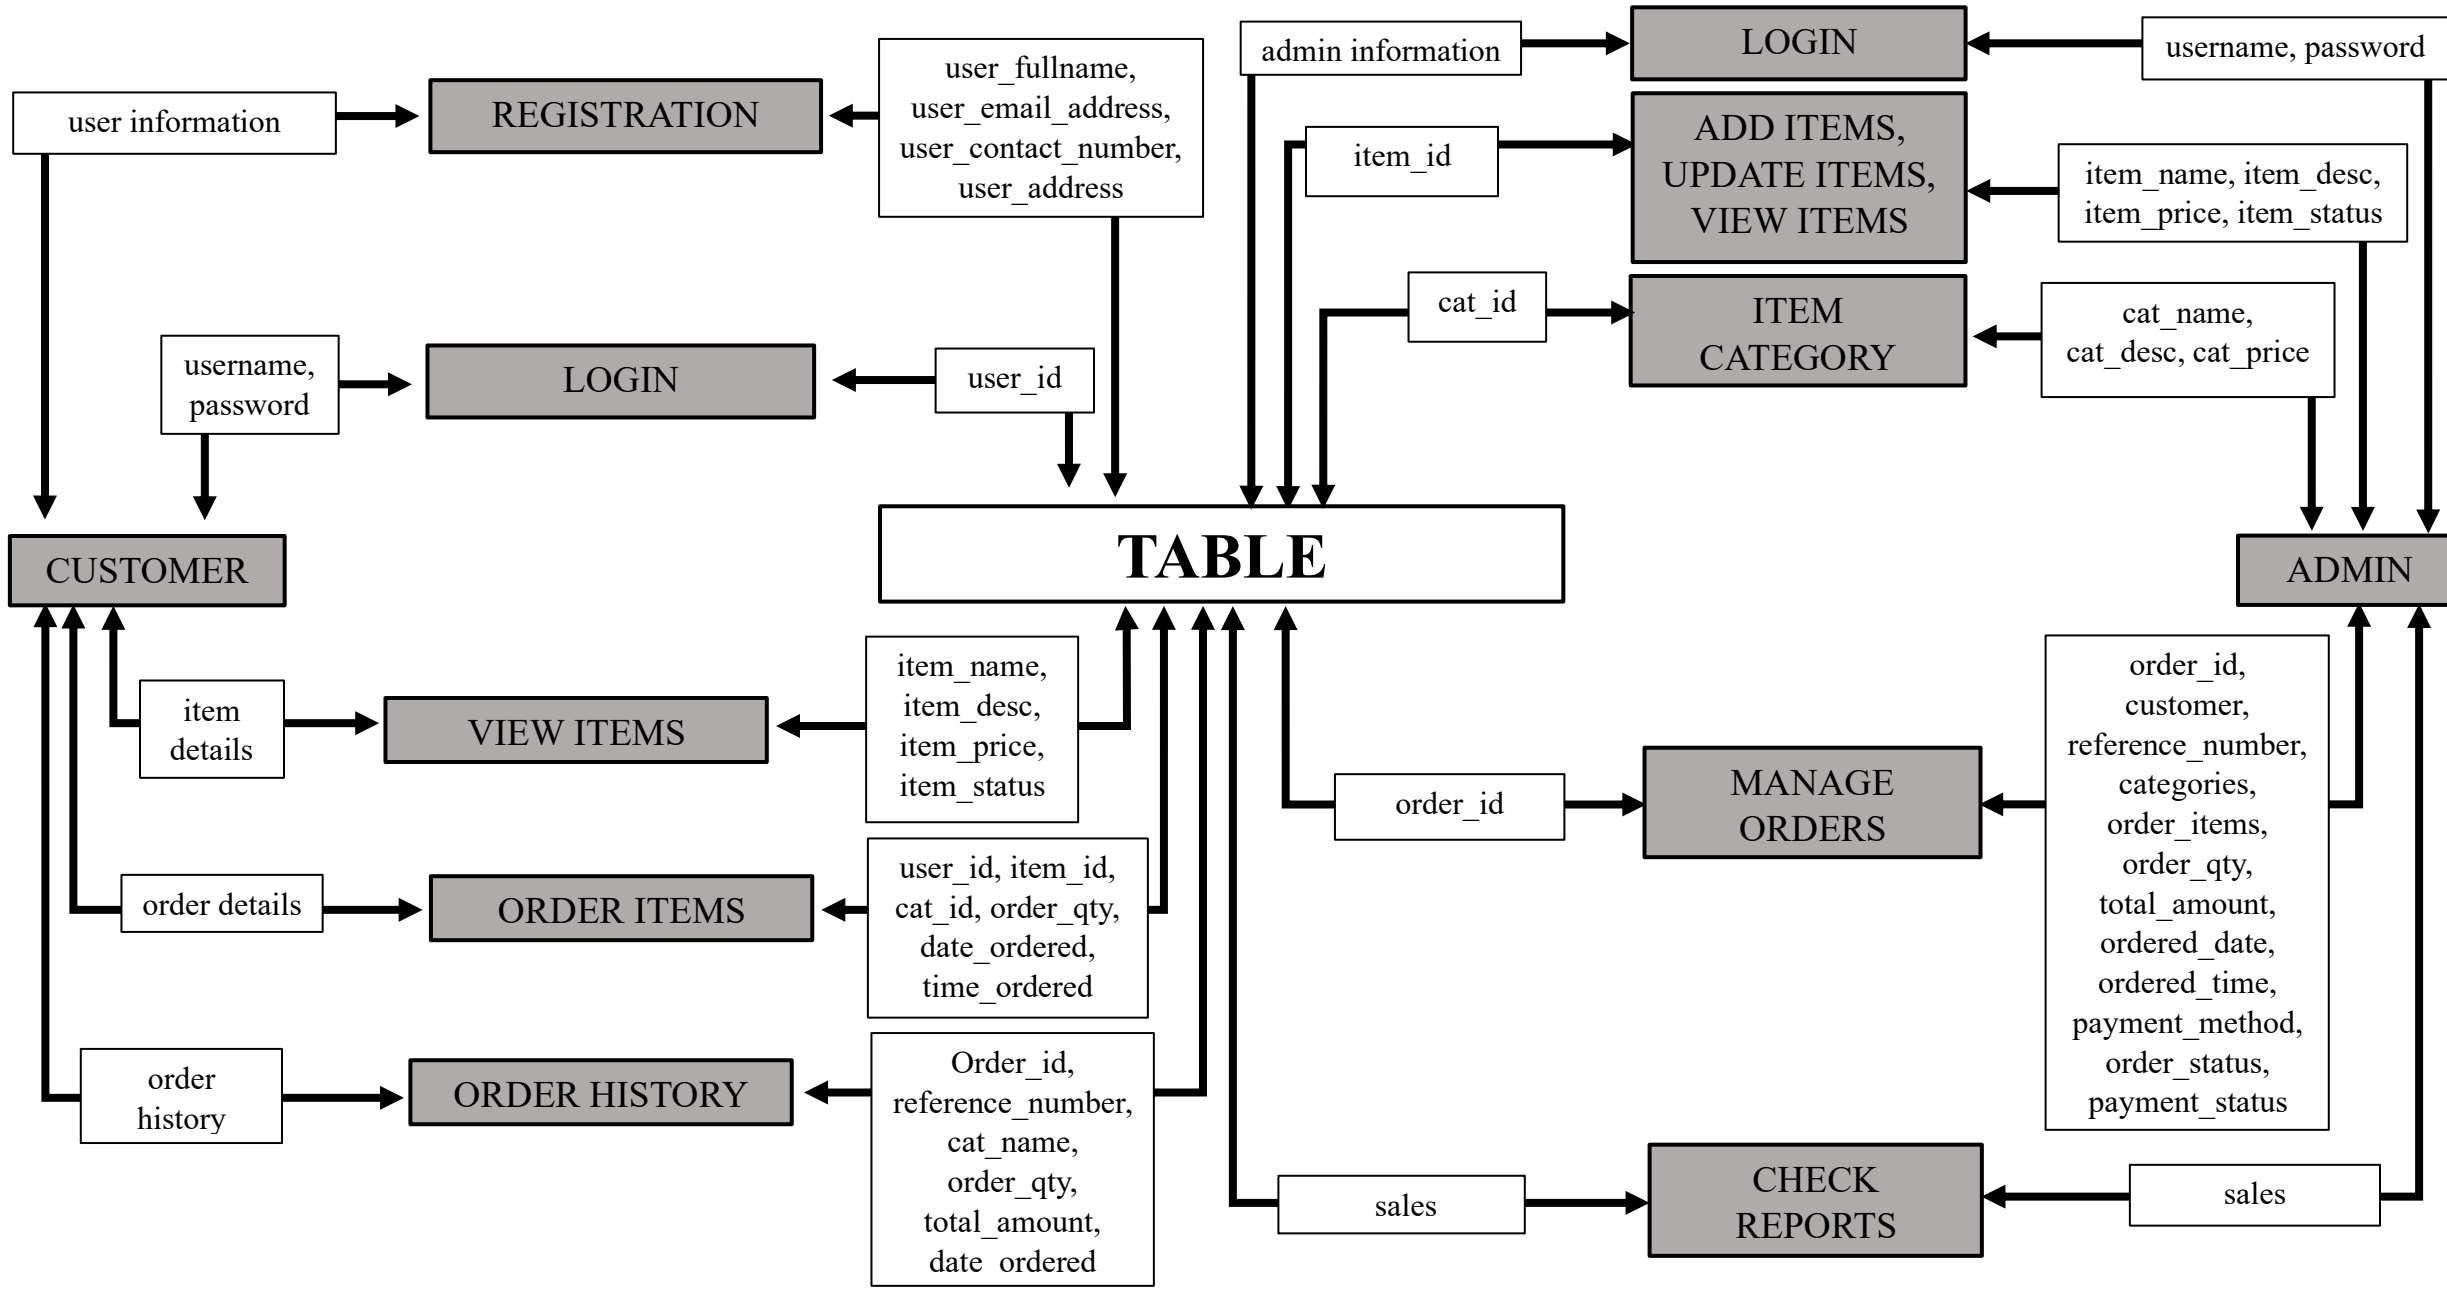 user information
REGISTRATION
user_fullname,
user_email_address,
user_contact_number,
user_address
username,
password
LOGIN
user_id
admin information
LOGIN
username, password
item_id
ADD ITEMS,
UPDATE ITEMS,
VIEW ITEMS
item_name, item_desc,
item_price, item_status
cat_id
ITEM
CATEGORY
cat_name,
cat_desc, cat_price
CUSTOMER
TABLE
ADMIN
item
details
VIEW ITEMS
item_name,
item_desc,
item_price,
item_status
order details
ORDER ITEMS
user_id, item_id,
cat_id, order_qty,
date_ordered,
time_ordered
order
history
ORDER HISTORY
Order_id,
reference_number,
cat_name,
order_qty,
total_amount,
date ordered
order_id
MANAGE
ORDERS
order_id,
customer,
reference_number,
categories,
order_items,
order_qty,
total_amount,
ordered_date,
ordered_time,
payment_method,
order_status,
payment_status
sales
CHECK
REPORTS
sales